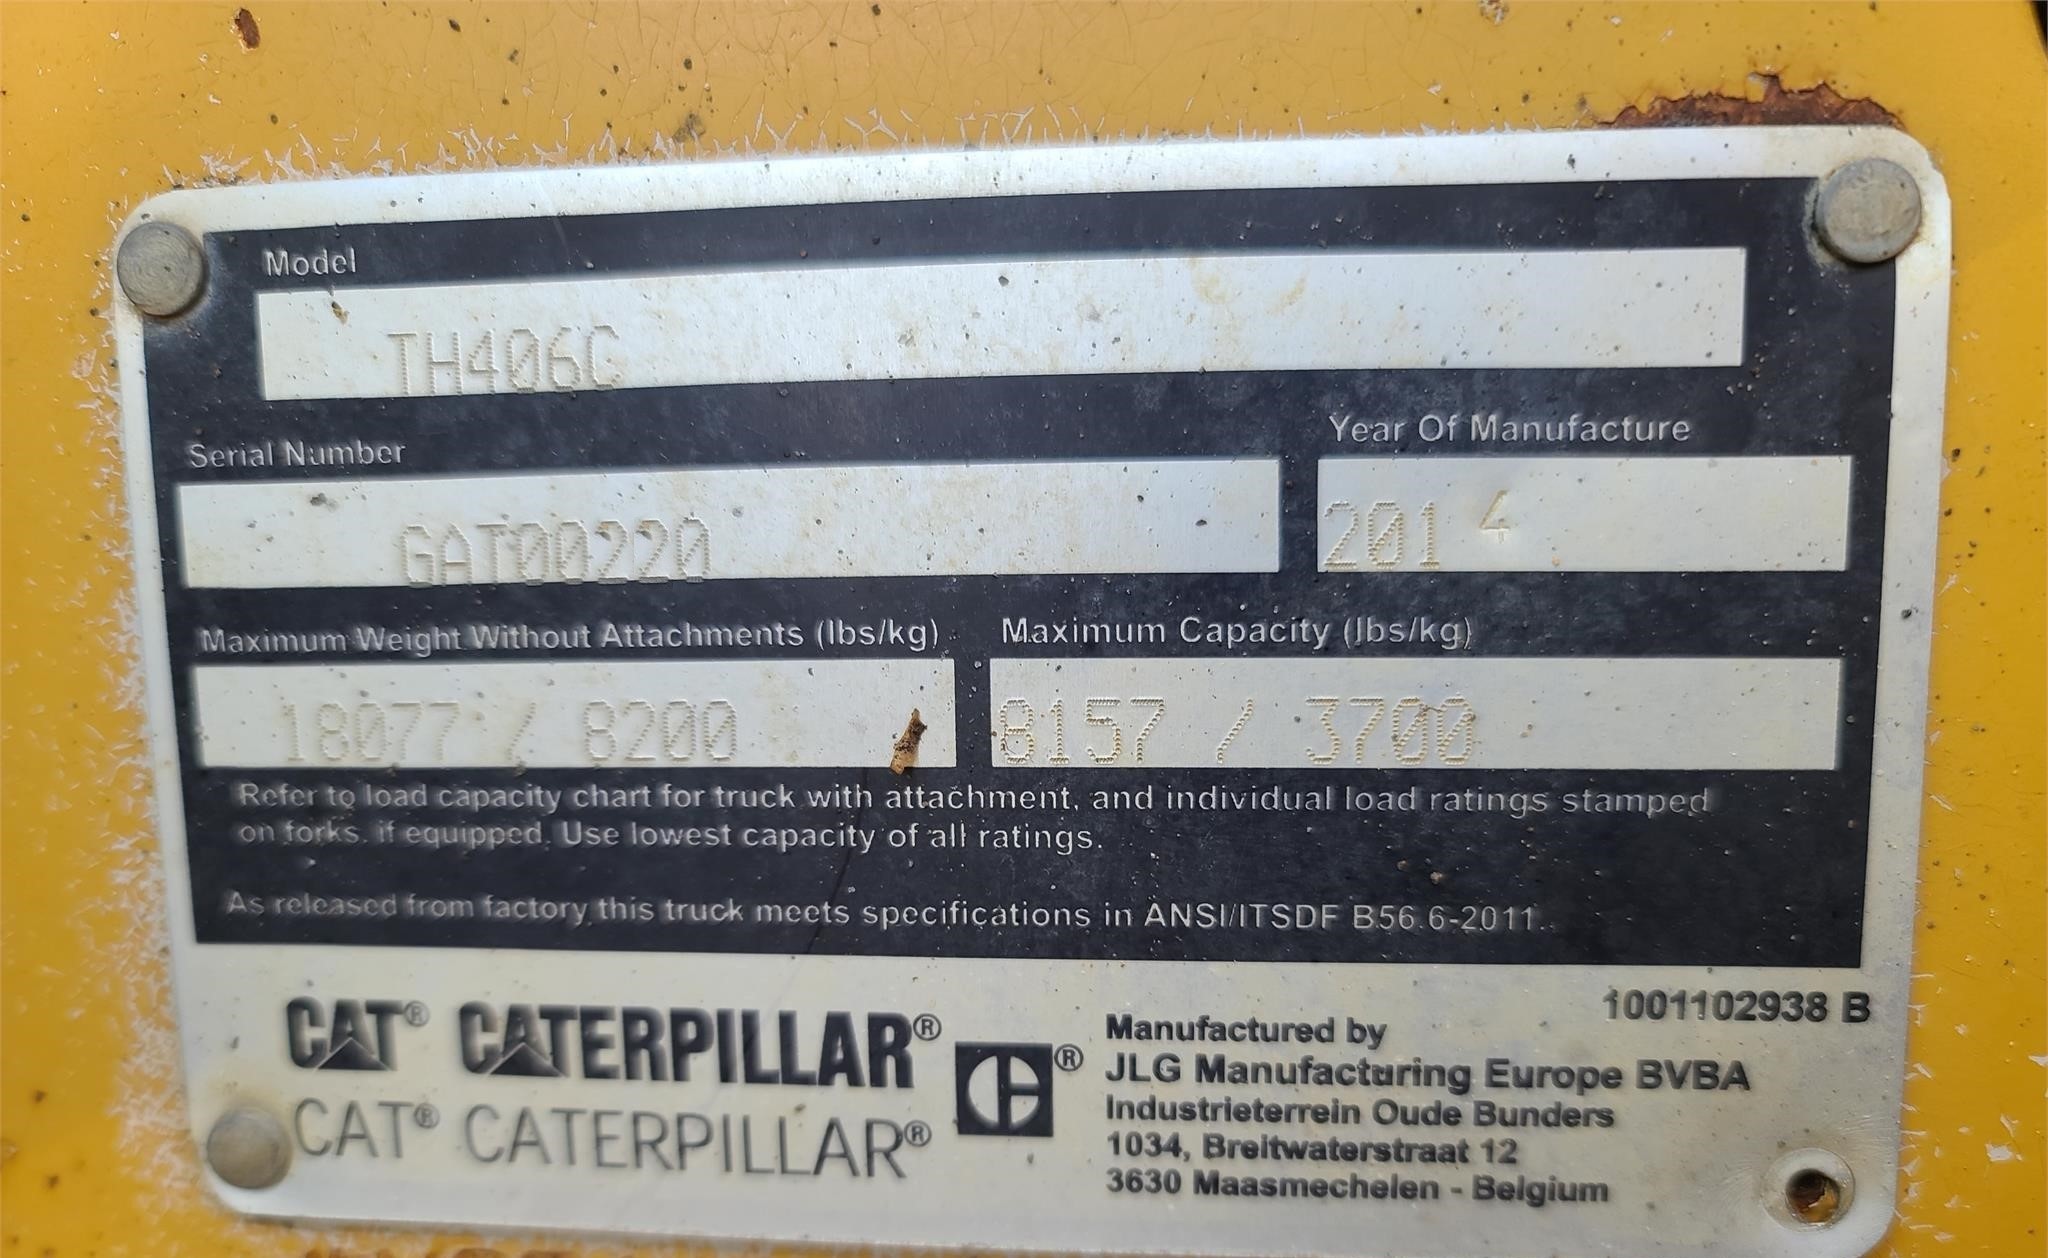 Model
TH406C
Serial Number
Year Of Manufacture
GAT00220
2014
Maximum Weight Without Attachments (lbs/kg)
Maximum Capacity (lbs/kg)
18077 / 8200
8157 / 3700
Refer to load capacity chart for truck with attachment, and individual load ratings stamped
on forks, if equipped. Use lowest capacity of all ratings.
As released from factory, this truck meets specifications in ANSI/ITSDF B56.6-2011.
1001102938 B
CAT® CATERPILLAR®
CAT® CATERPILLAR®
®
Manufactured by
JLG Manufacturing Europe BVBA
Industrieterrein Oude Bunders
1034, Breitwaterstraat 12
3630 Maasmechelen - Belgium